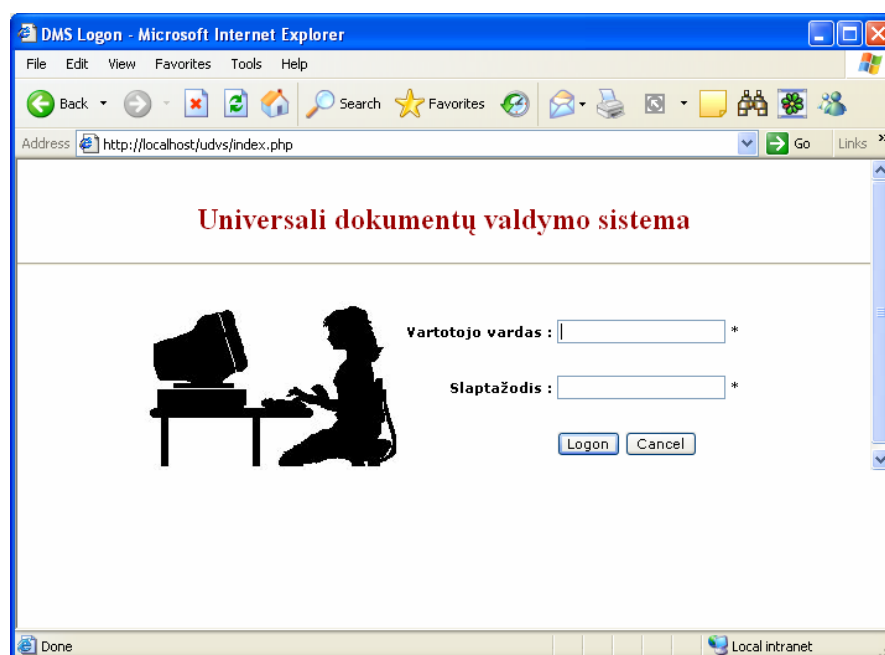 DMS Logon - Microsoft Internet Explorer
File Edit View Favorites Tools Help
Back Search Favorites
Address http://localhost/udvs/index.php Go Links »
Universali dokumentų valdymo sistema
Vartotojo vardas : *
Slaptažodis : *
Logon Cancel
Done Local intranet